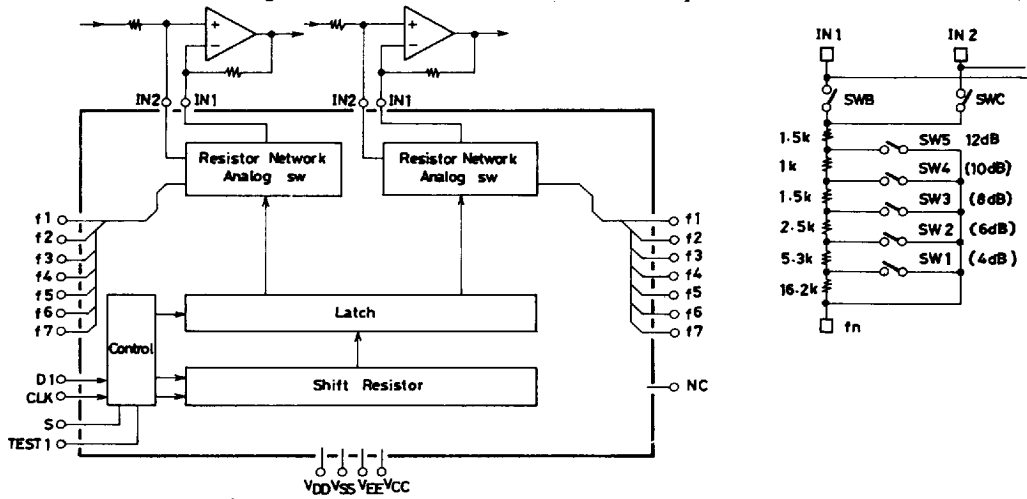 IN2 IN1 IN2 IN1
Resistor Network
Analog sw
Resistor Network
Analog sw
f1
f2
f3
f4
f5
f6
f7
Control
Latch
Shift Resistor
D1
CLK
S
TEST1
f1
f2
f3
f4
f5
f6
f7
NC
VDD VSS VEE VCC
IN1 IN2
SWB SWC
1.5k SW5 12dB
1k SW4 (10dB)
1.5k SW3 (8dB)
2.5k SW2 (6dB)
5.3k SW1 (4dB)
16.2k
fn